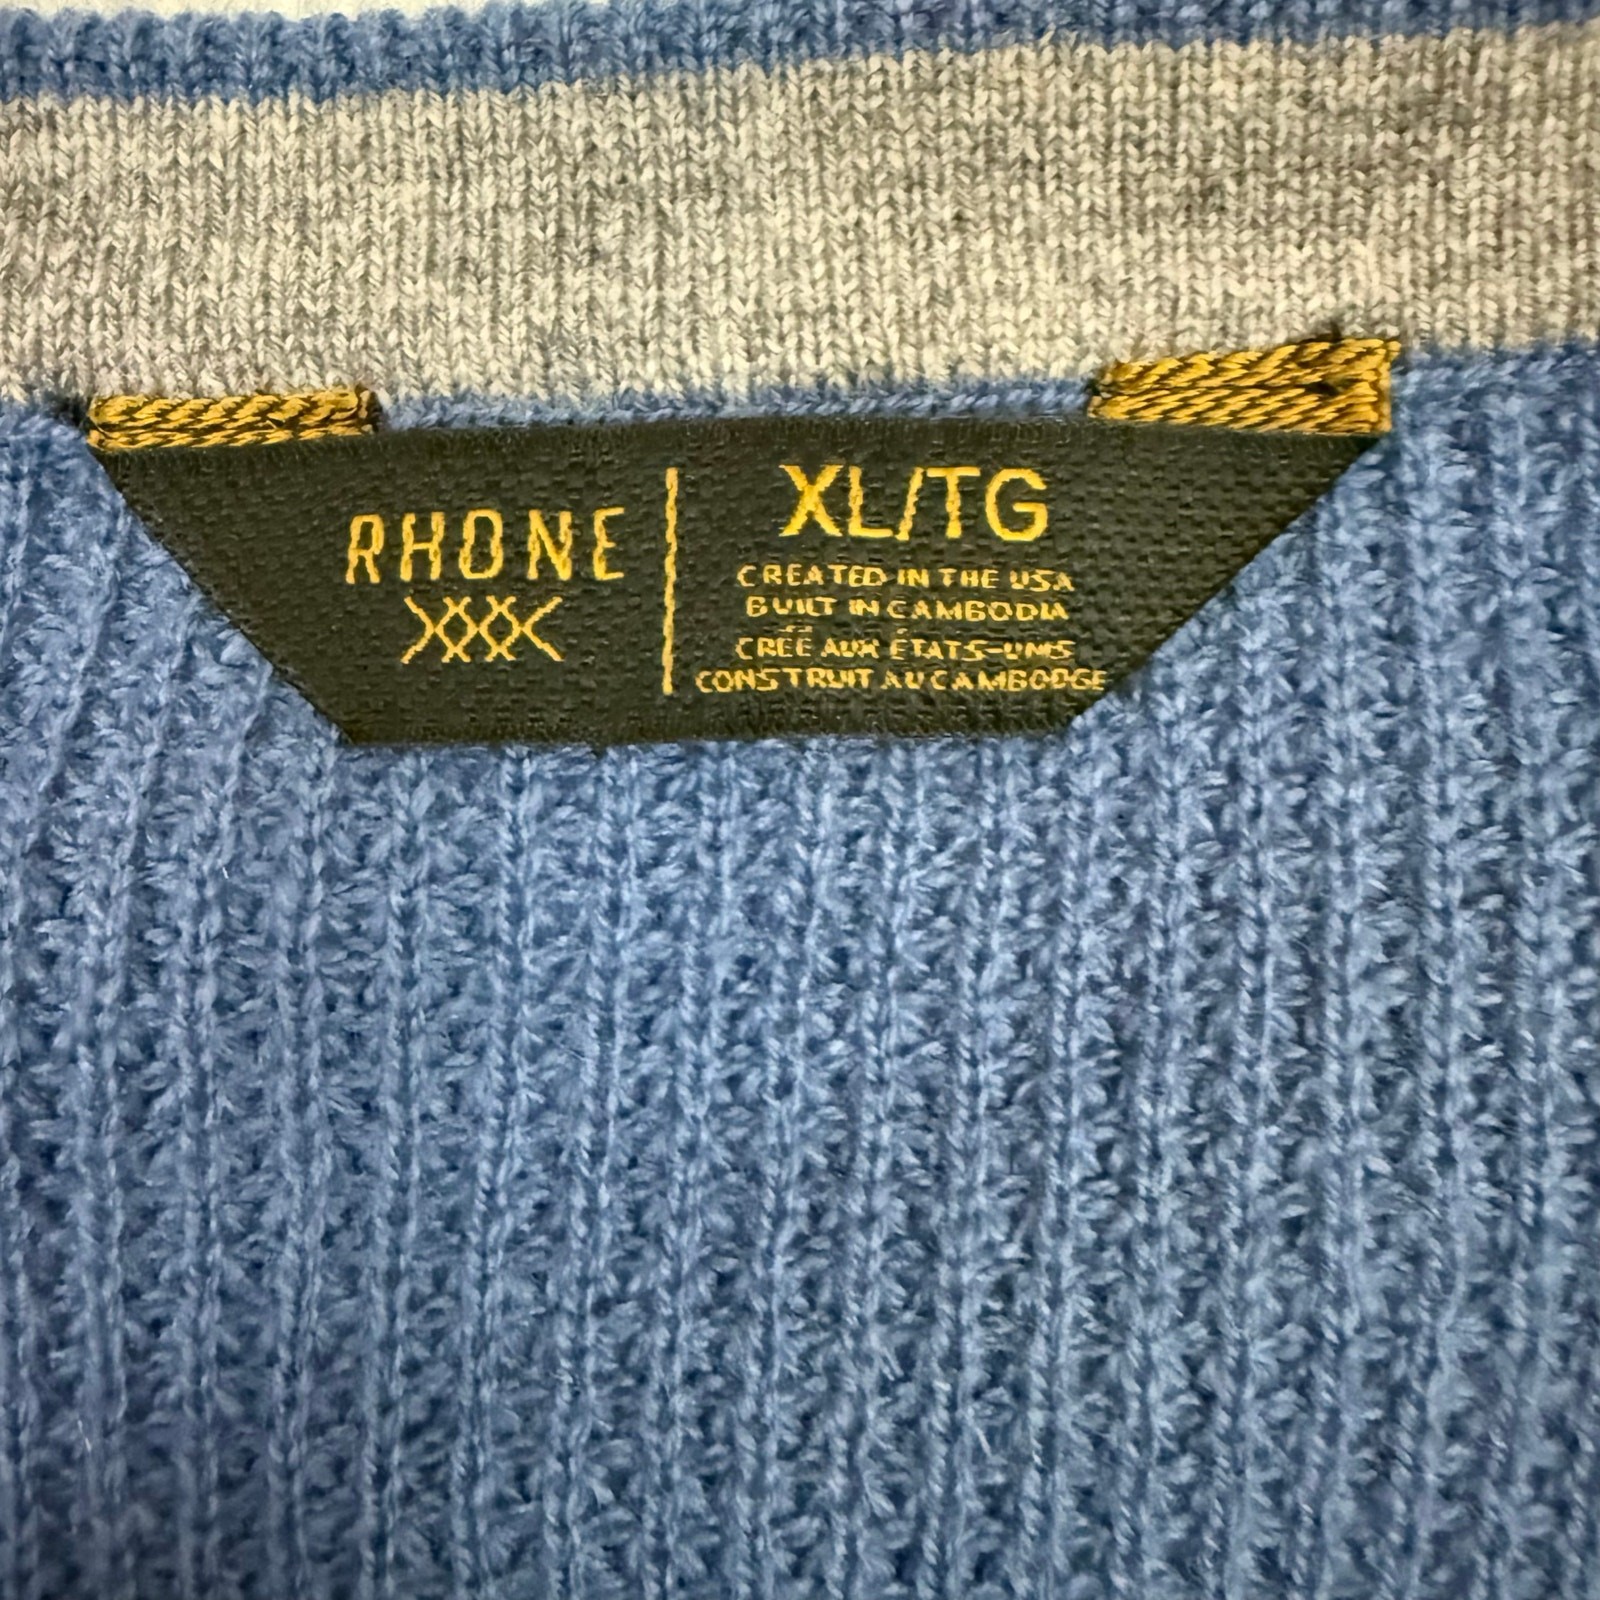 RHONE
XL/TG
CREATED IN THE USA
BUILT IN CAMBODIA
CRÉÉ AUX ÉTATS-UNIS
CONSTRUIT AU CAMBODGE